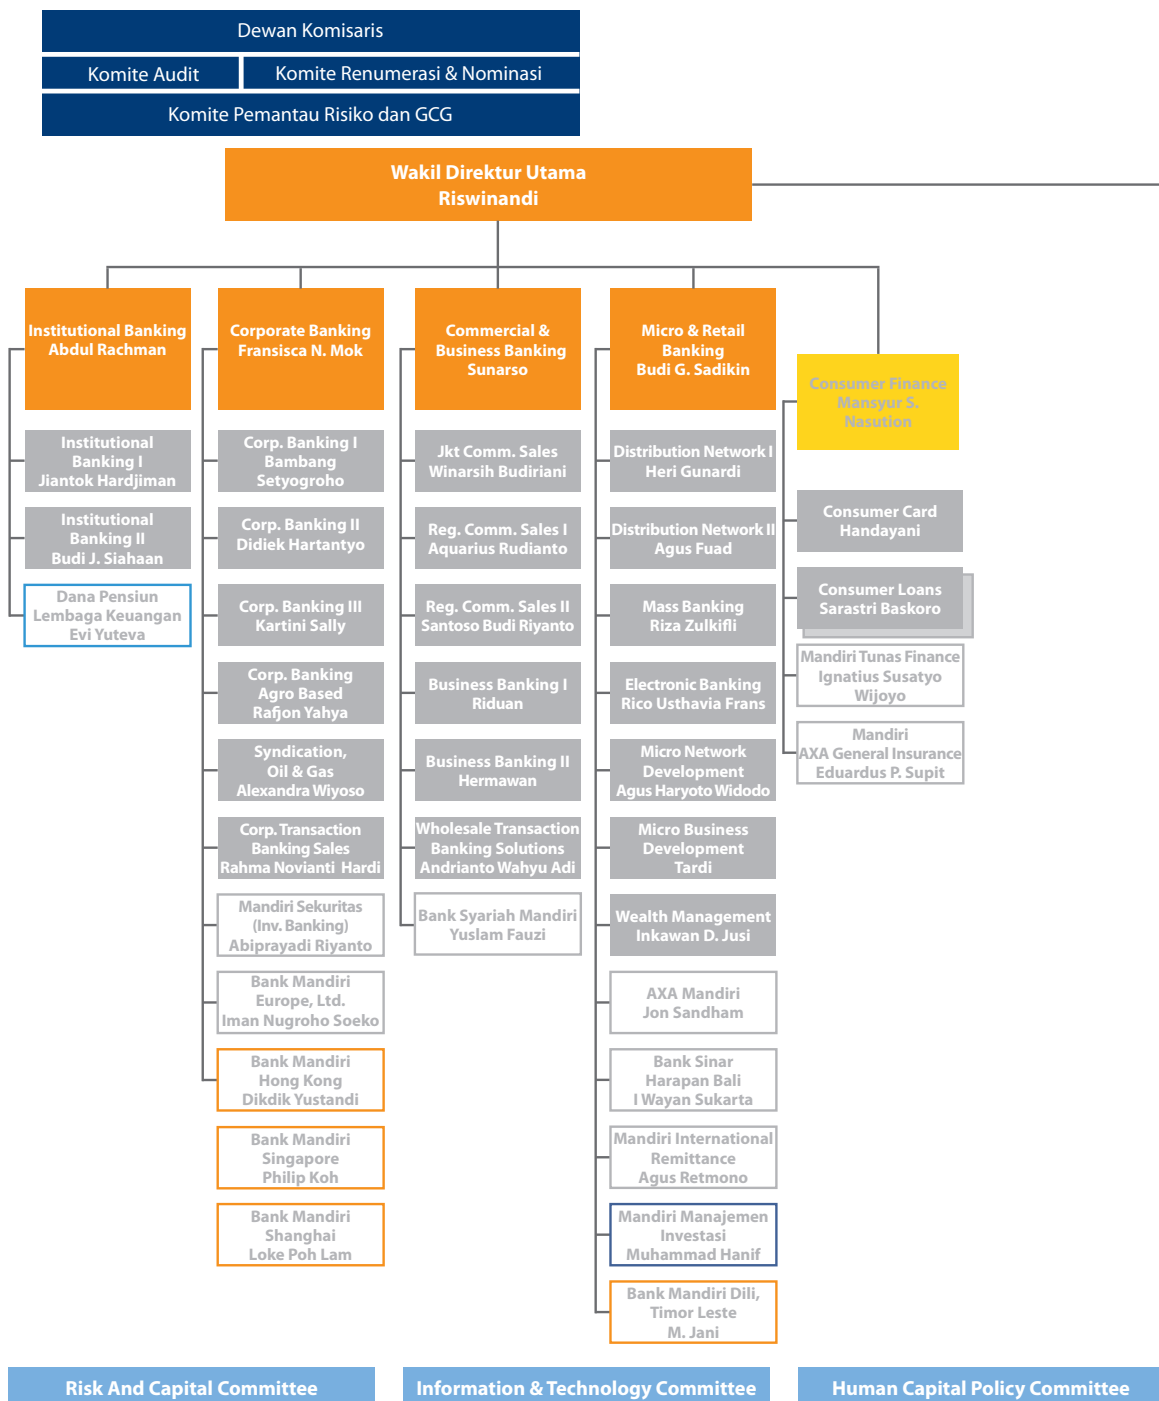 Dewan Komisaris
Komite Audit
Komite Renumerasi & Nominasi
Komite Pemantau Risiko dan GCG
Wakil Direktur Utama
Riswinandi
Institutional Banking
Abdul Rachman
Institutional
Banking I
Jiantok Hardjiman
Institutional
Banking II
Budi J. Siahaan
Dana Pensiun
Lembaga Keuangan
Evi Yuteva
Corporate Banking
Fransisca N. Mok
Corp. Banking I
Bambang
Setyogroho
Corp. Banking II
Didiek Hartantyo
Corp. Banking III
Kartini Sally
Corp. Banking
Agro Based
Rafjon Yahya
Syndication,
Oil & Gas
Alexandra Wiyoso
Corp. Transaction
Banking Sales
Rahma Novianti Hardi
Mandiri Sekuritas
(Inv. Banking)
Abiprayadi Riyanto
Bank Mandiri
Europe, Ltd.
Iman Nugroho Soeko
Bank Mandiri
Hong Kong
Dikdik Yustandi
Bank Mandiri
Singapore
Philip Koh
Bank Mandiri
Shanghai
Loke Poh Lam
Commercial &
Business Banking
Sunarso
Jkt Comm. Sales
Winarsih Budiriani
Reg. Comm. Sales I
Aquarius Rudianto
Reg. Comm. Sales II
Santoso Budi Riyanto
Business Banking I
Riduan
Business Banking II
Hermawan
Wholesale Transaction
Banking Solutions
Andrianto Wahyu Adi
Bank Syariah Mandiri
Yuslam Fauzi
Micro & Retail
Banking
Budi G. Sadikin
Distribution Network I
Heri Gunardi
Distribution Network II
Agus Fuad
Mass Banking
Riza Zulkifli
Electronic Banking
Rico Usthavia Frans
Micro Network
Development
Agus Haryoto Widodo
Micro Business
Development
Tardi
Wealth Management
Inkawan D. Jusi
AXA Mandiri
Jon Sandham
Bank Sinar
Harapan Bali
I Wayan Sukarta
Mandiri International
Remittance
Agus Retmono
Mandiri Manajemen
Investasi
Muhammad Hanif
Bank Mandiri Dili,
Timor Leste
M. Jani
Consumer Finance
Mansyur S.
Nasution
Consumer Card
Handayani
Consumer Loans
Sarastri Baskoro
Mandiri Tunas Finance
Ignatius Susatyo
Wijoyo
Mandiri
AXA General Insurance
Eduardus P. Supit
Risk And Capital Committee
Information & Technology Committee
Human Capital Policy Committee